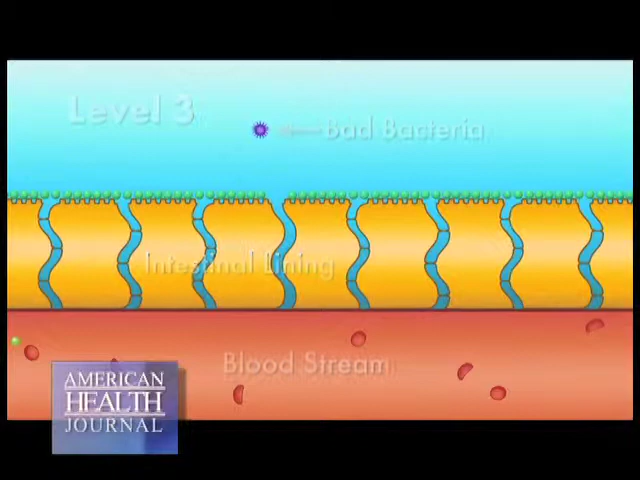 Level 3
Bad Bacteria
Intestinal Lining
Blood Stream
AMERICAN
HEALTH
JOURNAL